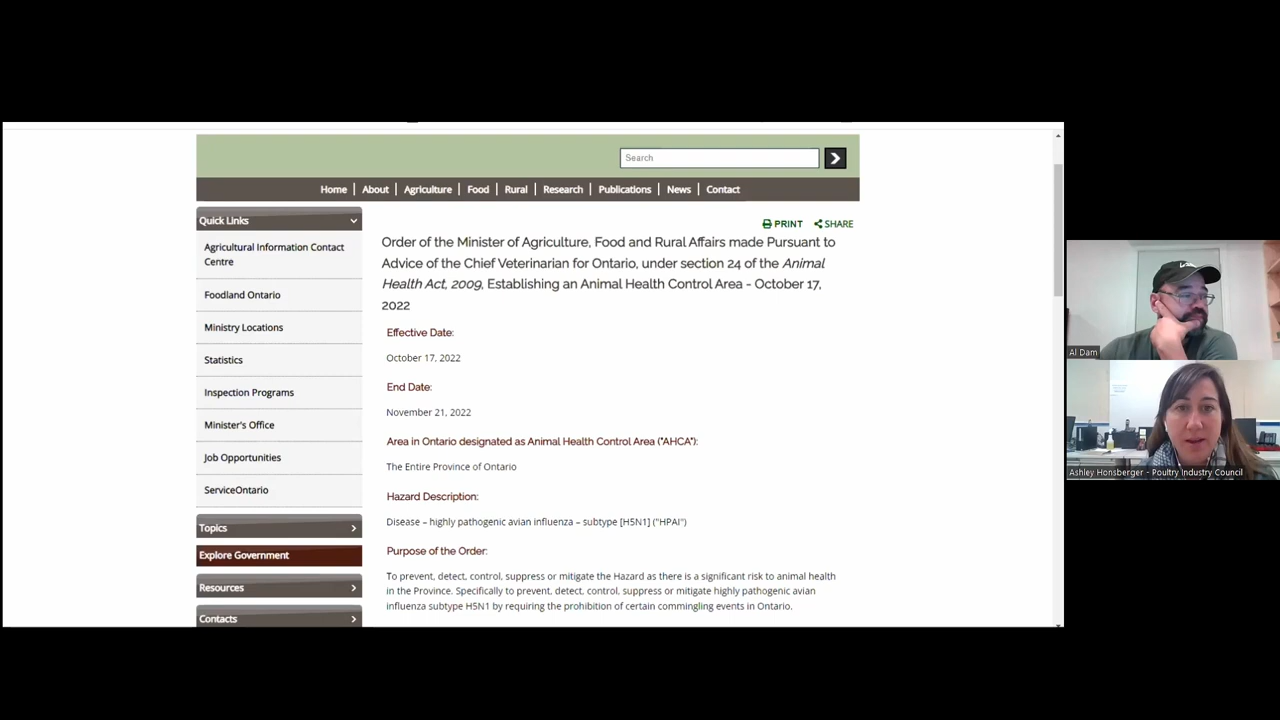 Search
Home
About
Agriculture
Food
Rural
Research
Publications
News
Contact
Quick Links
Agricultural Information Contact
Centre
Foodland Ontario
Ministry Locations
Statistics
Inspection Programs
Minister's Office
Job Opportunities
ServiceOntario
Topics
Explore Government
Resources
Contacts
PRINT
SHARE
Order of the Minister of Agriculture, Food and Rural Affairs made Pursuant to
Advice of the Chief Veterinarian for Ontario, under section 24 of the Animal
Health Act, 2009, Establishing an Animal Health Control Area - October 17,
2022
Effective Date:
October 17, 2022
End Date:
November 21, 2022
Area in Ontario designated as Animal Health Control Area ("AHCA"):
The Entire Province of Ontario
Hazard Description:
Disease – highly pathogenic avian influenza – subtype [H5N1] ("HPAI")
Purpose of the Order:
To prevent, detect, control, suppress or mitigate the Hazard as there is a significant risk to animal health
in the Province. Specifically to prevent, detect, control, suppress or mitigate highly pathogenic avian
influenza subtype H5N1 by requiring the prohibition of certain commingling events in Ontario.
Al Dam
Ashley Honsberger - Poultry Industry Council